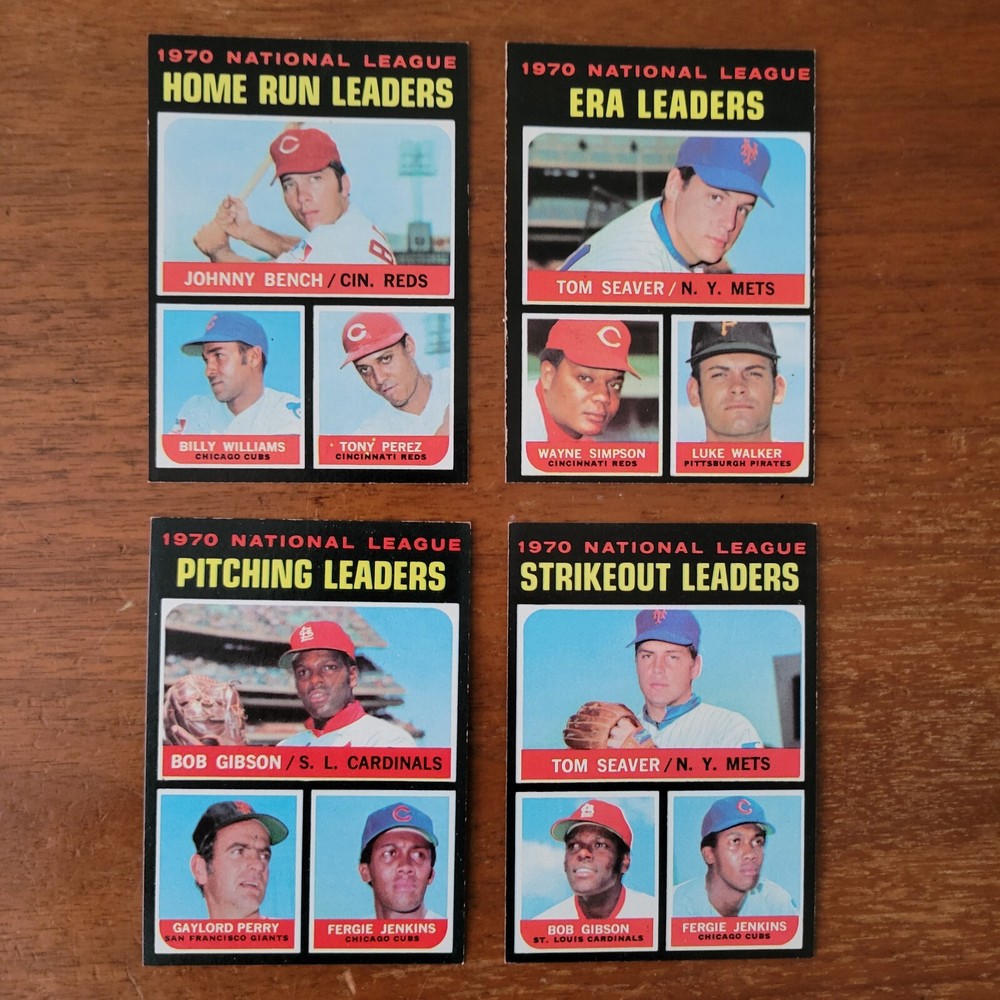 1970 NATIONAL LEAGUE
HOME RUN LEADERS
JOHNNY BENCH / CIN. REDS
BILLY WILLIAMS
CHICAGO CUBS
TONY PEREZ
CINCINNATI REDS
1970 NATIONAL LEAGUE
ERA LEADERS
TOM SEAVER / N. Y. METS
WAYNE SIMPSON
CINCINNATI REDS
LUKE WALKER
PITTSBURGH PIRATES
1970 NATIONAL LEAGUE
PITCHING LEADERS
BOB GIBSON / S. L. CARDINALS
GAYLORD PERRY
SAN FRANCISCO GIANTS
FERGIE JENKINS
CHICAGO CUBS
1970 NATIONAL LEAGUE
STRIKEOUT LEADERS
TOM SEAVER / N. Y. METS
BOB GIBSON
ST. LOUIS CARDINALS
FERGIE JENKINS
CHICAGO CUBS